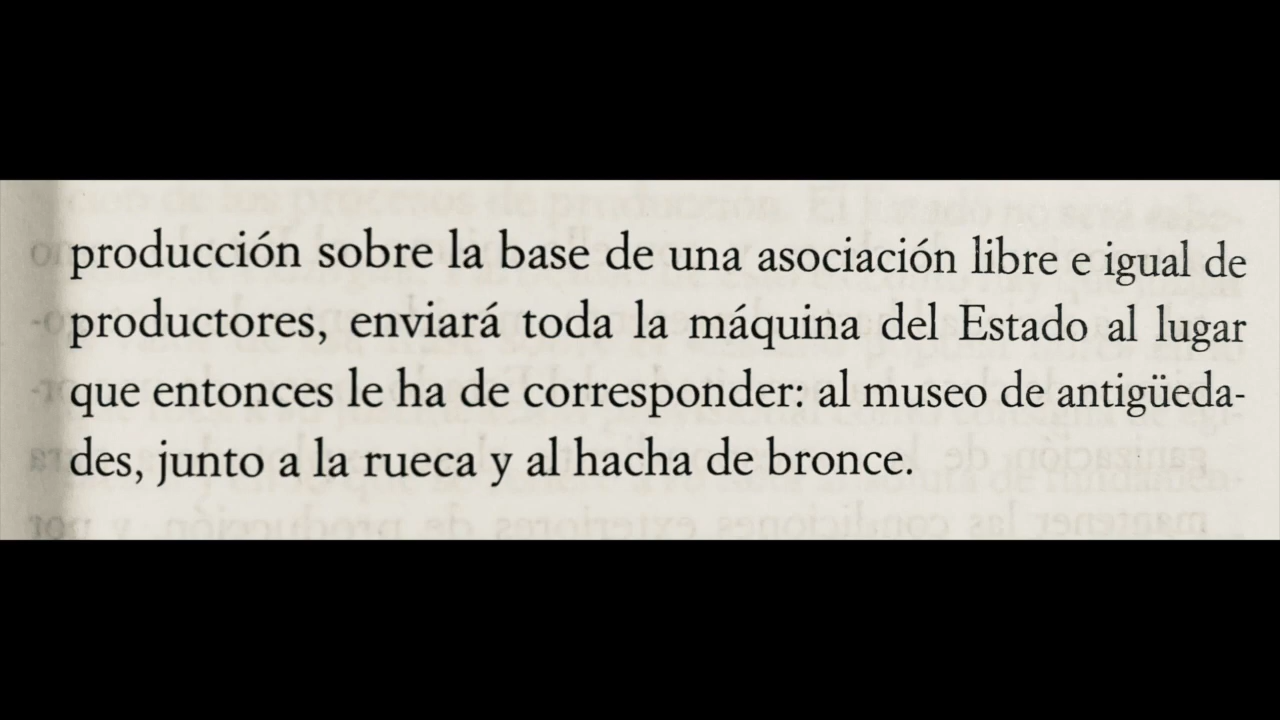 producción sobre la base de una asociación libre e igual de
productores, enviará toda la máquina del Estado al lugar
que entonces le ha de corresponder: al museo de antigüeda-
des, junto a la rueca y al hacha de bronce.